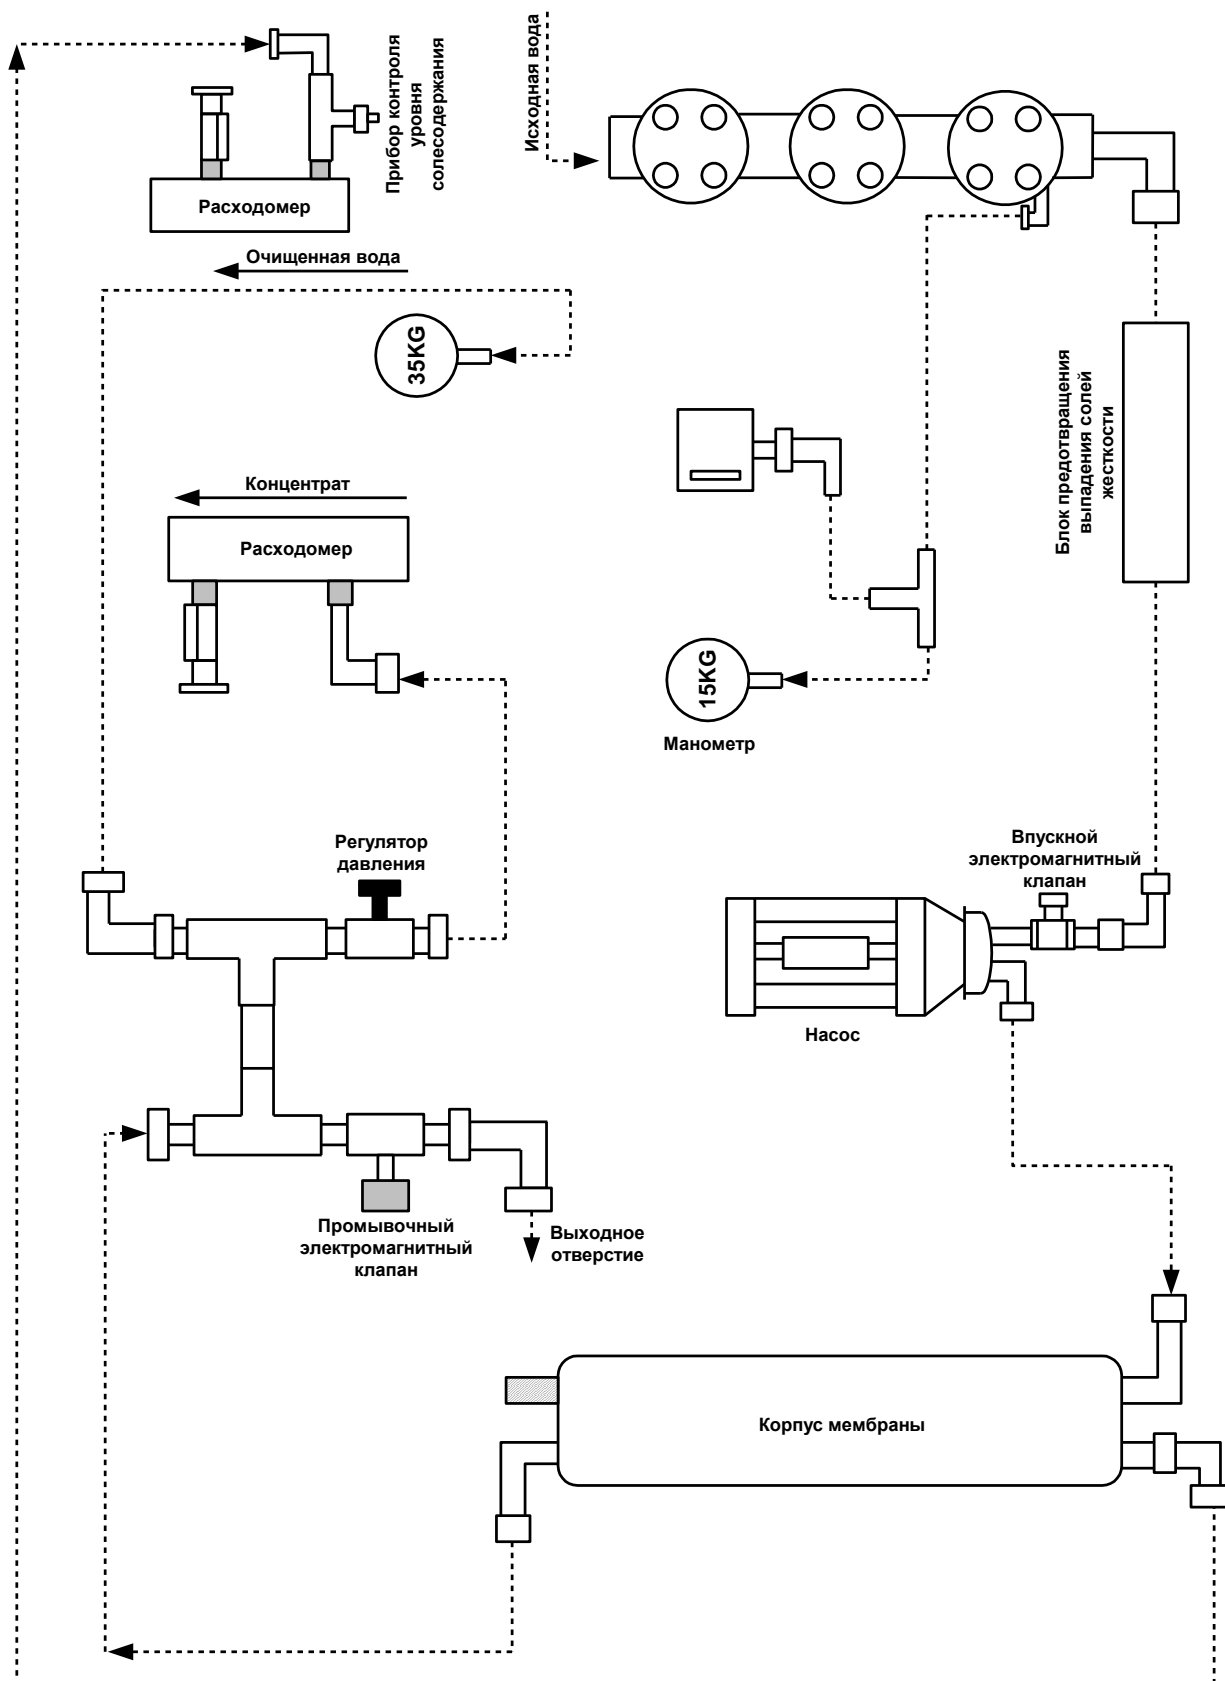 Прибор контроля
уровня
солесодержания
Исходная вода
Расходомер
Очищенная вода
35KG
Блок предотвращения
выпадения солей
жесткости
Концентрат
Расходомер
15KG
Манометр
Регулятор
давления
Впускной
электромагнитный
клапан
Насос
Промывочный
электромагнитный
клапан
Выходное
отверстие
Корпус мембраны